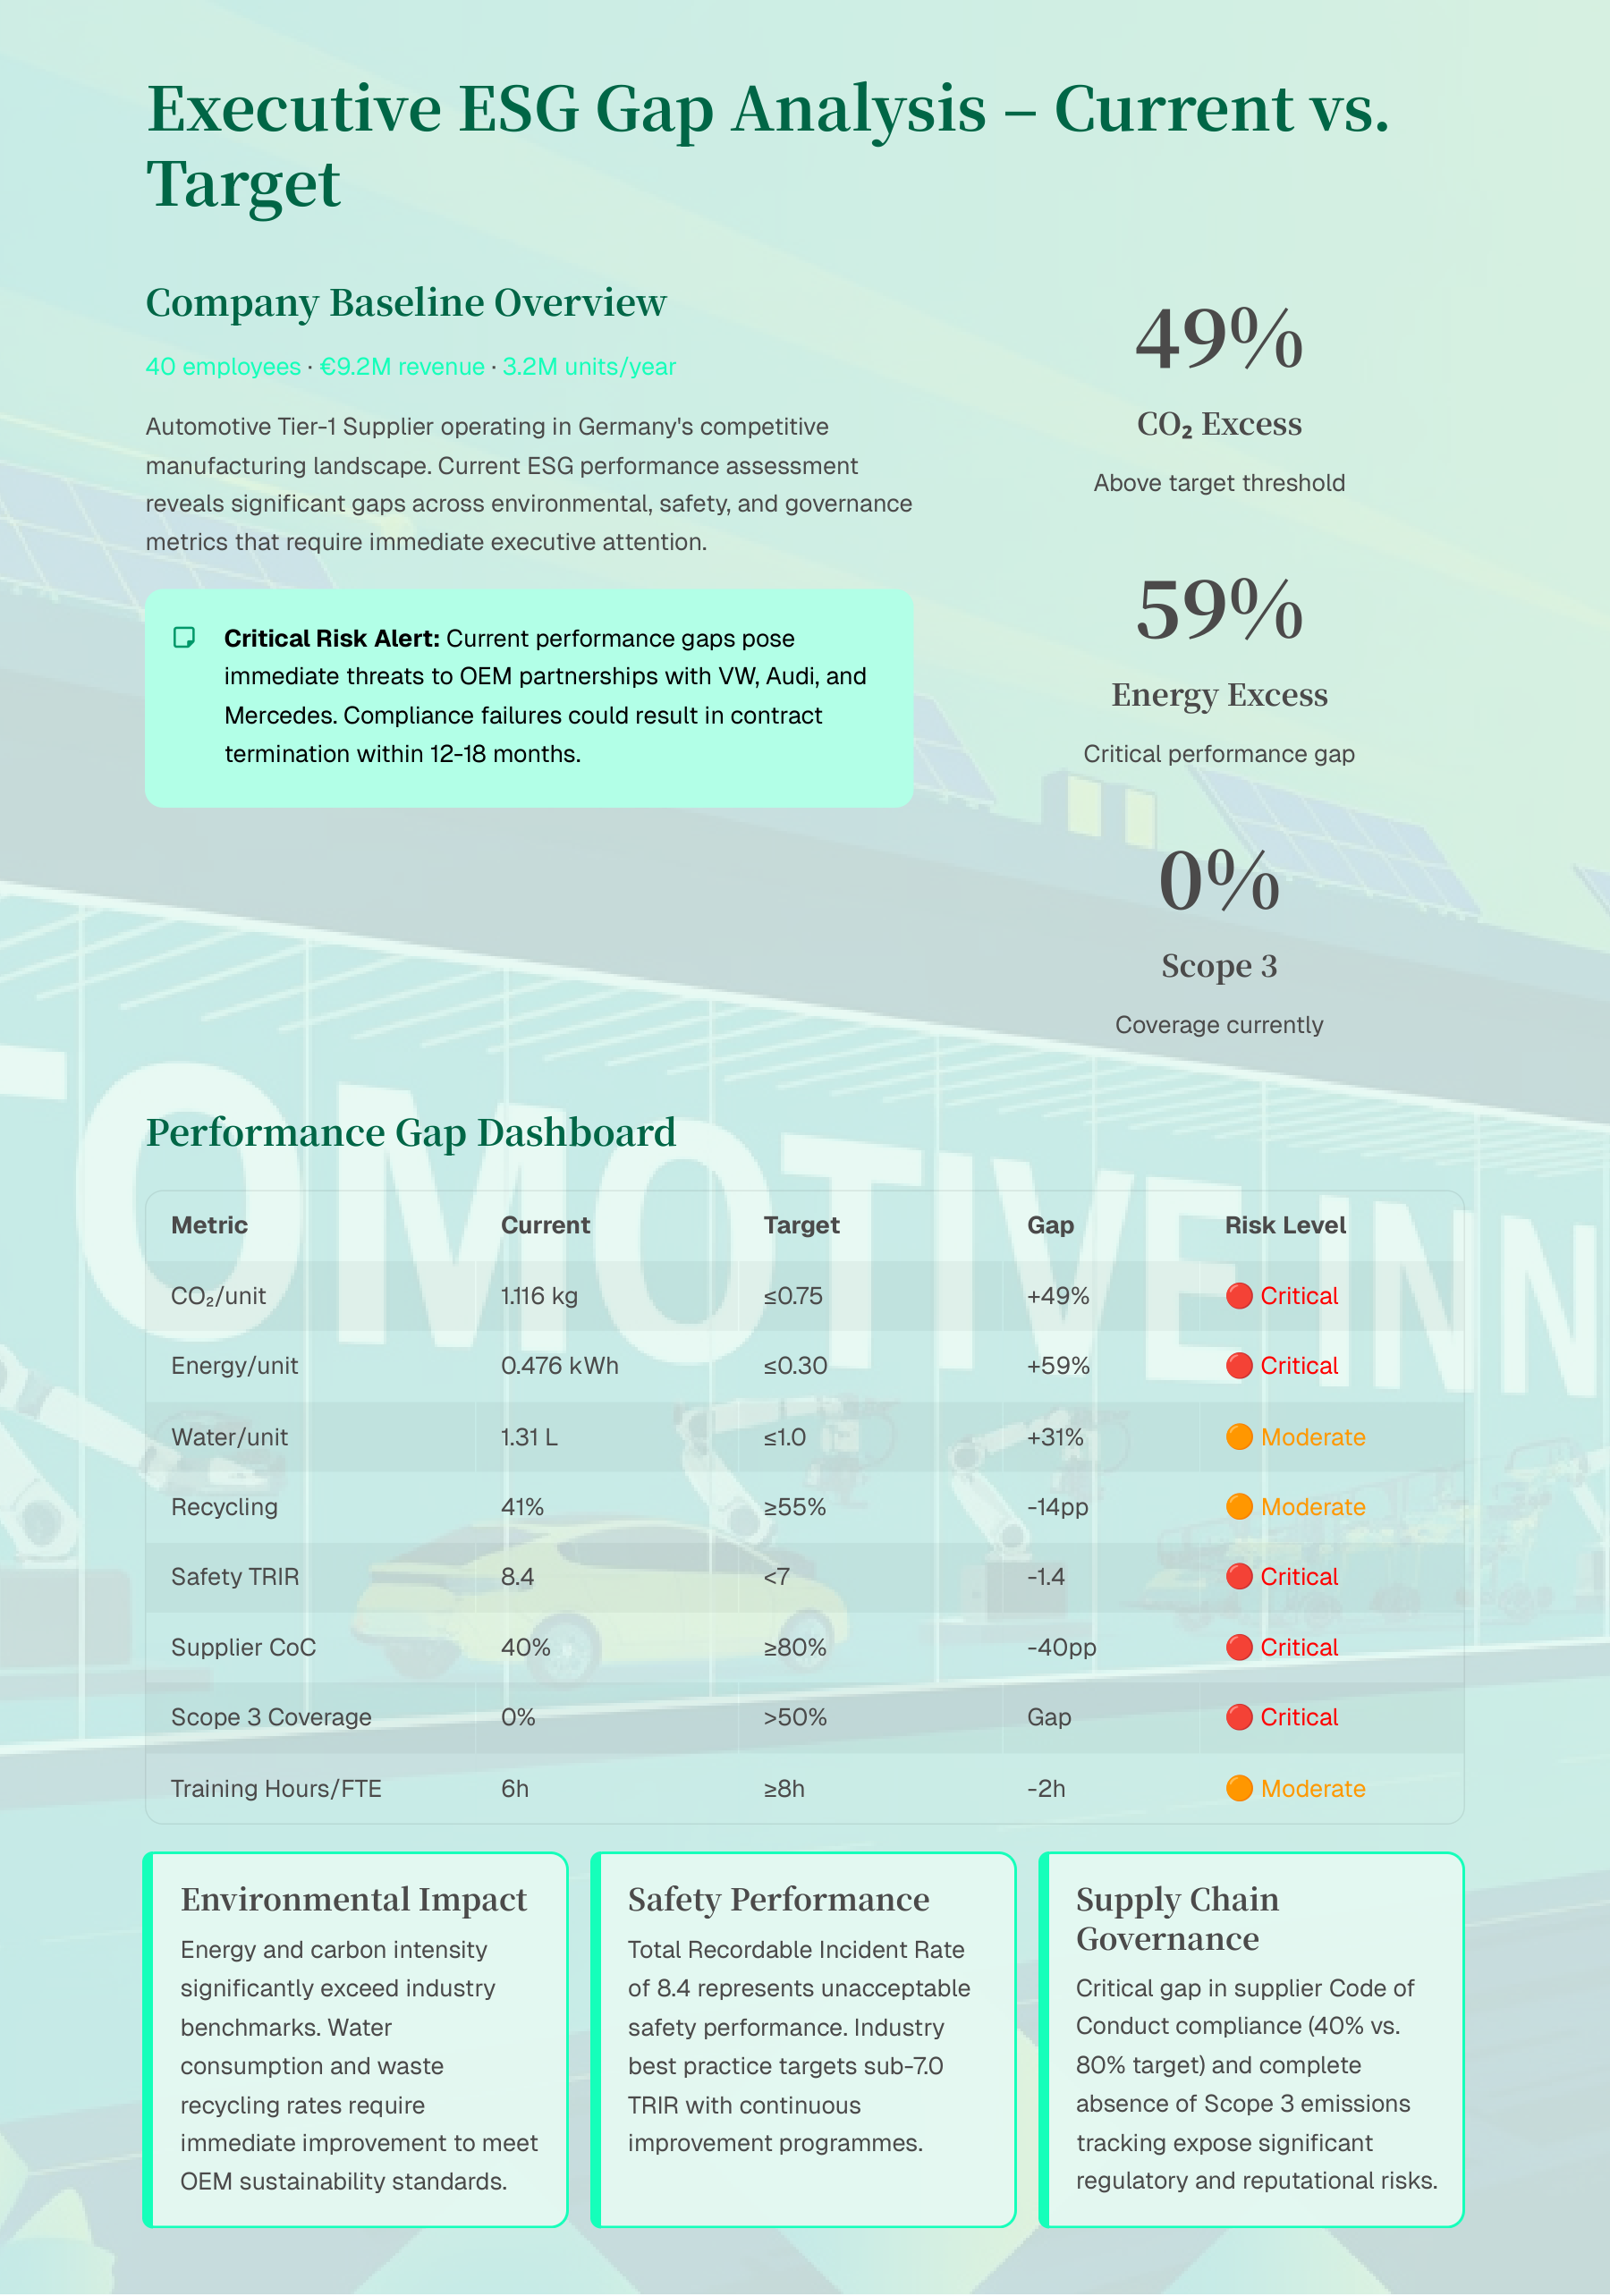 Executive ESG Gap Analysis – Current vs.
Target
Company Baseline Overview
40 employees · €9.2M revenue · 3.2M units/year
Automotive Tier-1 Supplier operating in Germany's competitive
manufacturing landscape. Current ESG performance assessment
reveals significant gaps across environmental, safety, and governance
metrics that require immediate executive attention.
Critical Risk Alert: Current performance gaps pose
immediate threats to OEM partnerships with VW, Audi, and
Mercedes. Compliance failures could result in contract
termination within 12-18 months.
49%
CO₂ Excess
Above target threshold
59%
Energy Excess
Critical performance gap
0%
Scope 3
Coverage currently
TOMOTIVE INN
Performance Gap Dashboard
Metric Current Target Gap Risk Level
CO₂/unit 1.116 kg ≤0.75 +49% 🔴 Critical
Energy/unit 0.476 kWh ≤0.30 +59% 🔴 Critical
Water/unit 1.31 L ≤1.0 +31% 🟠 Moderate
Recycling 41% ≥55% -14pp 🟠 Moderate
Safety TRIR 8.4 <7 -1.4 🔴 Critical
Supplier CoC 40% ≥80% -40pp 🔴 Critical
Scope 3 Coverage 0% >50% Gap 🔴 Critical
Training Hours/FTE 6h ≥8h -2h 🟠 Moderate
Environmental Impact
Energy and carbon intensity
significantly exceed industry
benchmarks. Water
consumption and waste
recycling rates require
immediate improvement to meet
OEM sustainability standards.
Safety Performance
Total Recordable Incident Rate
of 8.4 represents unacceptable
safety performance. Industry
best practice targets sub-7.0
TRIR with continuous
improvement programmes.
Supply Chain
Governance
Critical gap in supplier Code of
Conduct compliance (40% vs.
80% target) and complete
absence of Scope 3 emissions
tracking expose significant
regulatory and reputational risks.